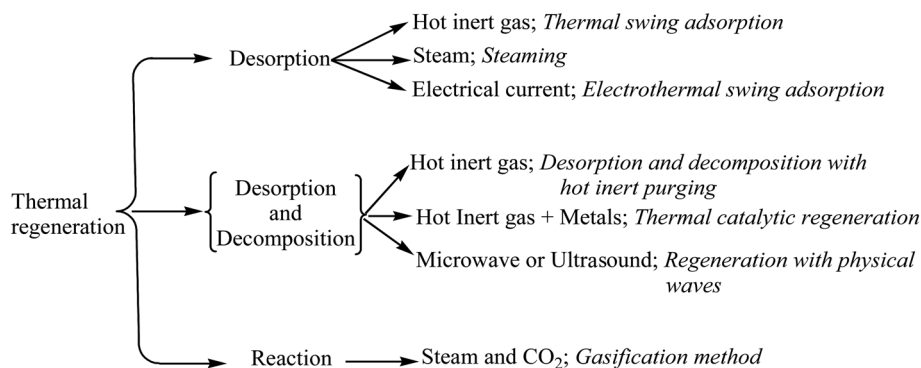 Hot inert gas; Thermal swing adsorption
Desorption
Steam; Steaming
Electrical current; Electrothermal swing adsorption
Thermal
regeneration
Desorption
and
Decomposition
Hot inert gas; Desorption and decomposition with
hot inert purging
Hot Inert gas + Metals; Thermal catalytic regeneration
Microwave or Ultrasound; Regeneration with physical
waves
Reaction
Steam and CO₂; Gasification method